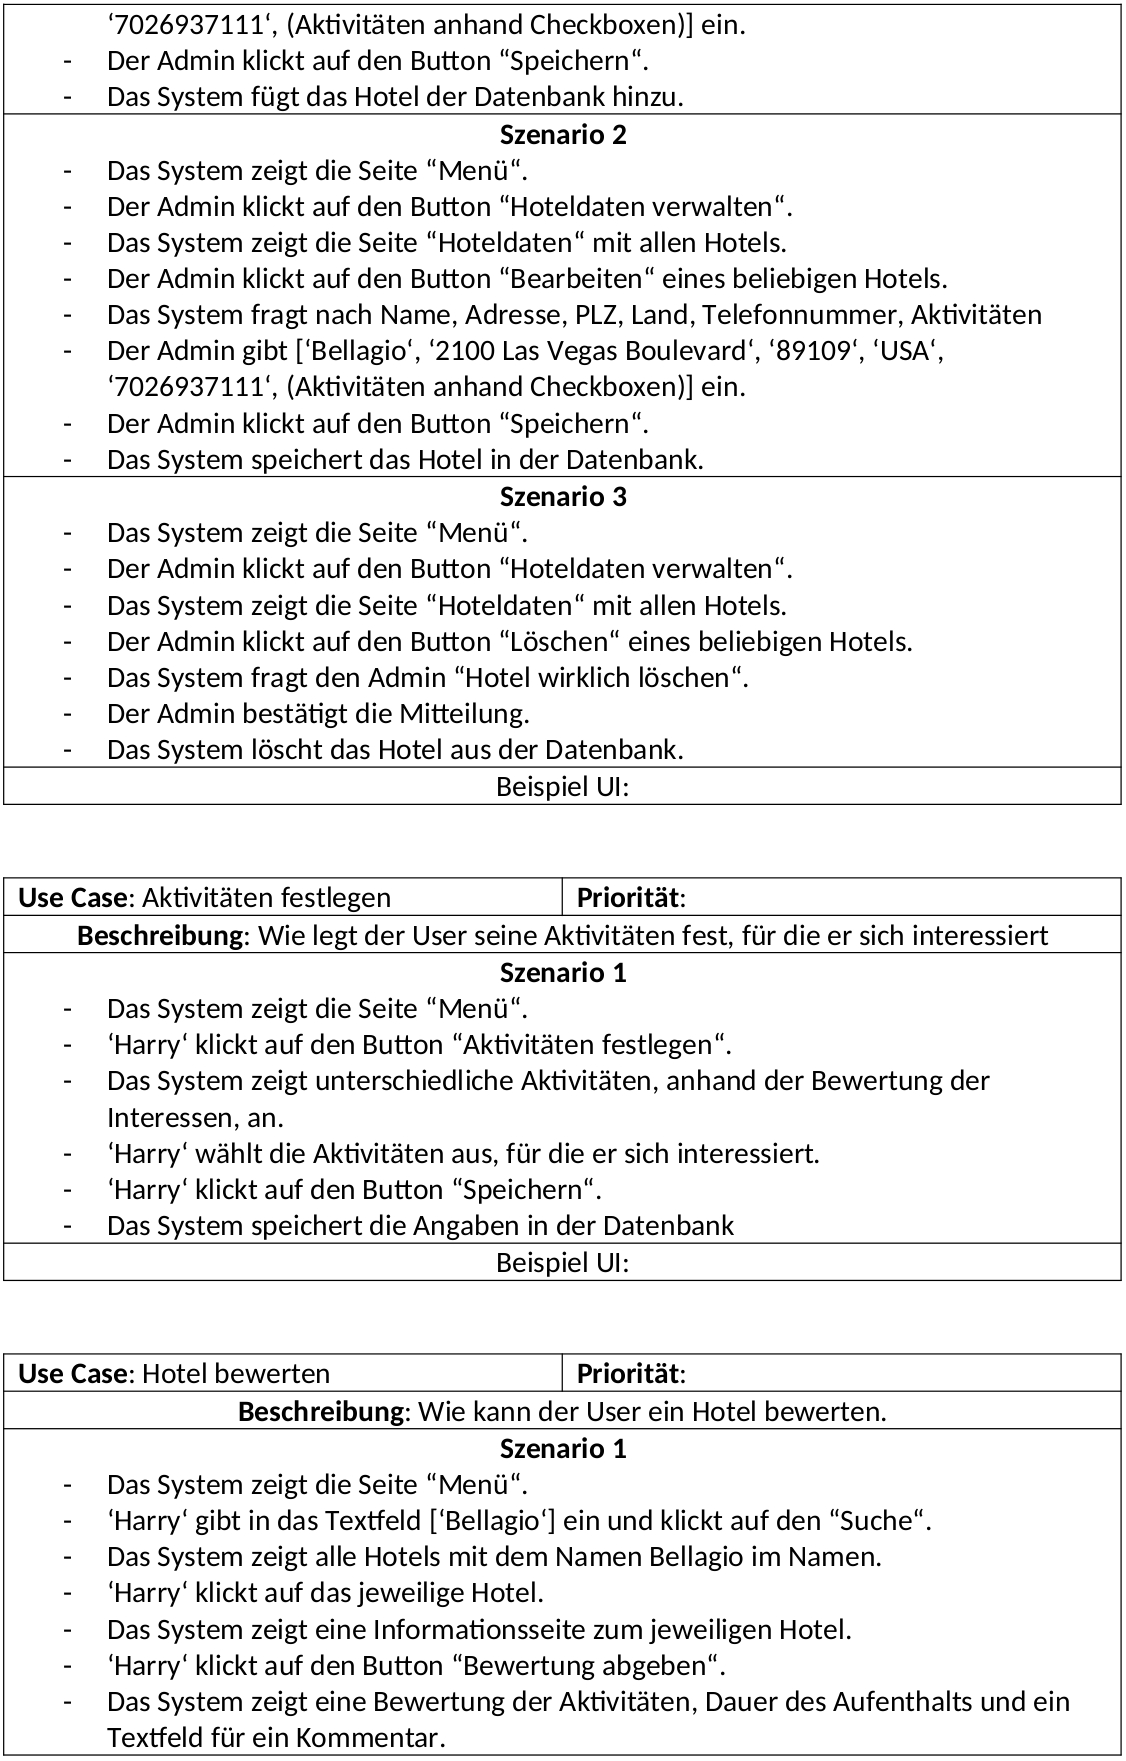 ‘7026937111‘, (Aktivitäten anhand Checkboxen)] ein.
- Der Admin klickt auf den Button “Speichern“.
- Das System fügt das Hotel der Datenbank hinzu.
Szenario 2
- Das System zeigt die Seite “Menü“.
- Der Admin klickt auf den Button “Hoteldaten verwalten“.
- Das System zeigt die Seite “Hoteldaten“ mit allen Hotels.
- Der Admin klickt auf den Button “Bearbeiten“ eines beliebigen Hotels.
- Das System fragt nach Name, Adresse, PLZ, Land, Telefonnummer, Aktivitäten
- Der Admin gibt [‘Bellagio‘, ‘2100 Las Vegas Boulevard‘, ‘89109‘, ‘USA‘,
‘7026937111‘, (Aktivitäten anhand Checkboxen)] ein.
- Der Admin klickt auf den Button “Speichern“.
- Das System speichert das Hotel in der Datenbank.
Szenario 3
- Das System zeigt die Seite “Menü“.
- Der Admin klickt auf den Button “Hoteldaten verwalten“.
- Das System zeigt die Seite “Hoteldaten“ mit allen Hotels.
- Der Admin klickt auf den Button “Löschen“ eines beliebigen Hotels.
- Das System fragt den Admin “Hotel wirklich löschen“.
- Der Admin bestätigt die Mitteilung.
- Das System löscht das Hotel aus der Datenbank.
Beispiel UI:
Use Case: Aktivitäten festlegen Priorität:
Beschreibung: Wie legt der User seine Aktivitäten fest, für die er sich interessiert
Szenario 1
- Das System zeigt die Seite “Menü“.
- ‘Harry‘ klickt auf den Button “Aktivitäten festlegen“.
- Das System zeigt unterschiedliche Aktivitäten, anhand der Bewertung der
Interessen, an.
- ‘Harry‘ wählt die Aktivitäten aus, für die er sich interessiert.
- ‘Harry‘ klickt auf den Button “Speichern“.
- Das System speichert die Angaben in der Datenbank
Beispiel UI:
Use Case: Hotel bewerten Priorität:
Beschreibung: Wie kann der User ein Hotel bewerten.
Szenario 1
- Das System zeigt die Seite “Menü“.
- ‘Harry‘ gibt in das Textfeld [‘Bellagio‘] ein und klickt auf den “Suche“.
- Das System zeigt alle Hotels mit dem Namen Bellagio im Namen.
- ‘Harry‘ klickt auf das jeweilige Hotel.
- Das System zeigt eine Informationsseite zum jeweiligen Hotel.
- ‘Harry‘ klickt auf den Button “Bewertung abgeben“.
- Das System zeigt eine Bewertung der Aktivitäten, Dauer des Aufenthalts und ein
Textfeld für ein Kommentar.